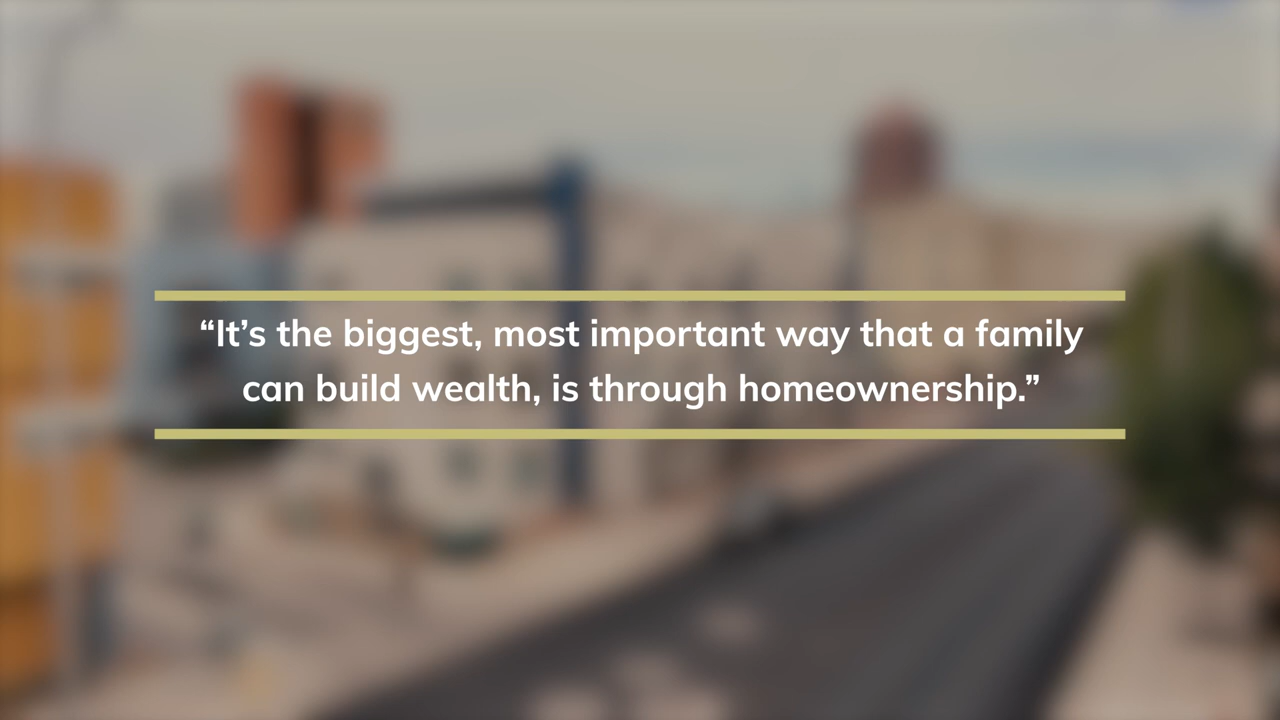 “It’s the biggest, most important way that a family
can build wealth, is through homeownership.”